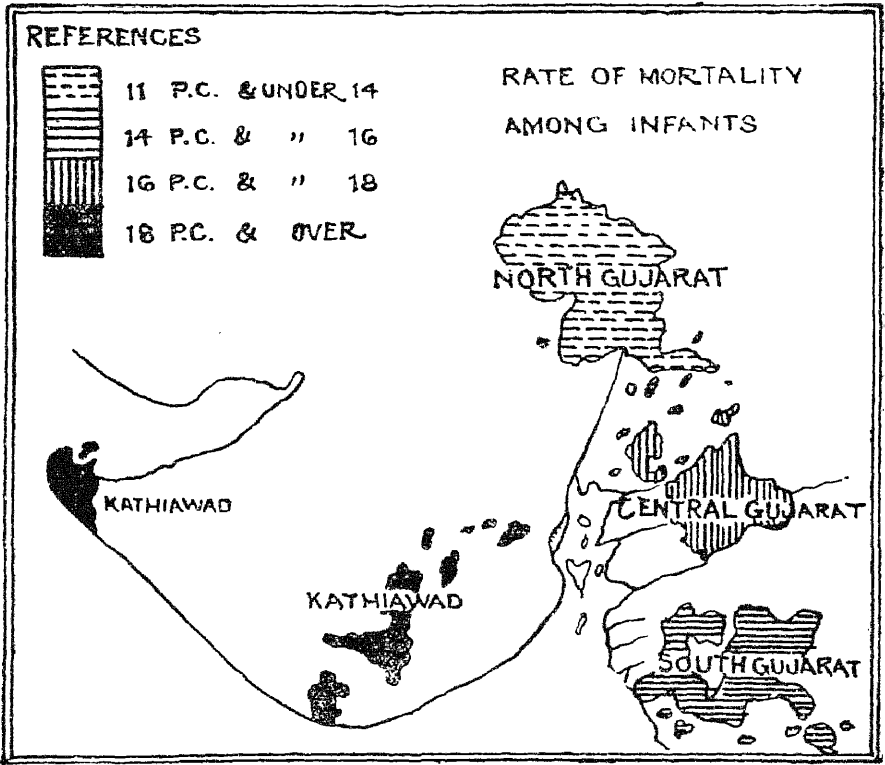 REFERENCES
11 P.C. & UNDER 14
14 P.C. & " 16
16 P.C. & " 18
18 P.C. & OVER
RATE OF MORTALITY
AMONG INFANTS
NORTH GUJARAT
KATHIAWAD
CENTRAL GUJARAT
KATHIAWAD
SOUTH GUJARAT